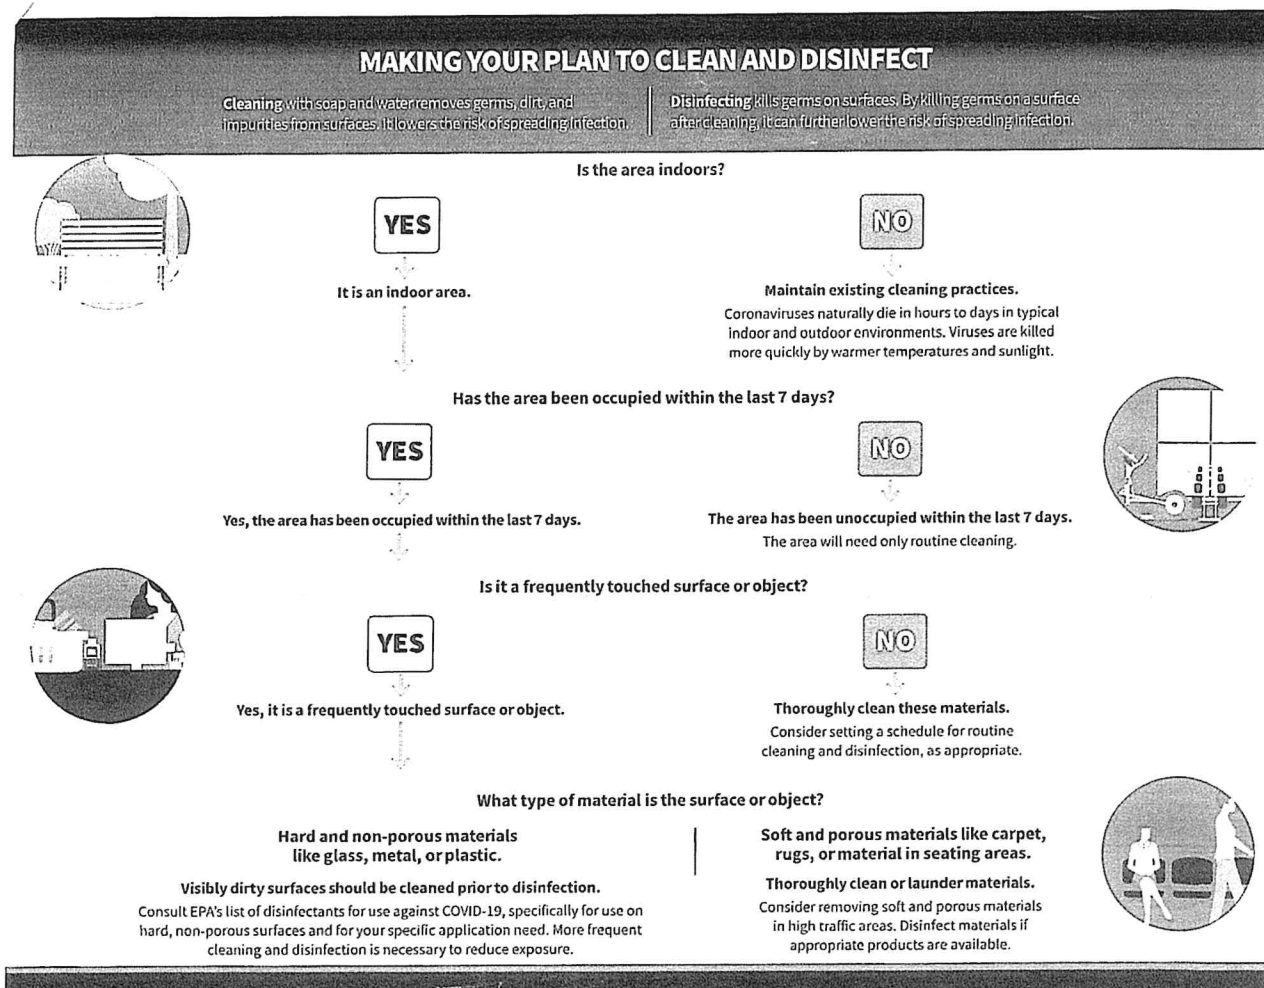 MAKING YOUR PLAN TO CLEAN AND DISINFECT
Cleaning with soap and water removes germs, dirt, and
impurities from surfaces. It lowers the risk of spreading infection.
Disinfecting kills germs on surfaces. By killing germs on a surface
after cleaning, it can further lower the risk of spreading infection.
Is the area indoors?
YES
It is an indoor area.
NO
Maintain existing cleaning practices.
Coronaviruses naturally die in hours to days in typical
indoor and outdoor environments. Viruses are killed
more quickly by warmer temperatures and sunlight.
Has the area been occupied within the last 7 days?
YES
Yes, the area has been occupied within the last 7 days.
NO
The area has been unoccupied within the last 7 days.
The area will need only routine cleaning.
Is it a frequently touched surface or object?
YES
Yes, it is a frequently touched surface or object.
NO
Thoroughly clean these materials.
Consider setting a schedule for routine
cleaning and disinfection, as appropriate.
What type of material is the surface or object?
Hard and non-porous materials
like glass, metal, or plastic.
Visibly dirty surfaces should be cleaned prior to disinfection.
Consult EPA's list of disinfectants for use against COVID-19, specifically for use on
hard, non-porous surfaces and for your specific application need. More frequent
cleaning and disinfection is necessary to reduce exposure.
Soft and porous materials like carpet,
rugs, or material in seating areas.
Thoroughly clean or launder materials.
Consider removing soft and porous materials
in high traffic areas. Disinfect materials if
appropriate products are available.